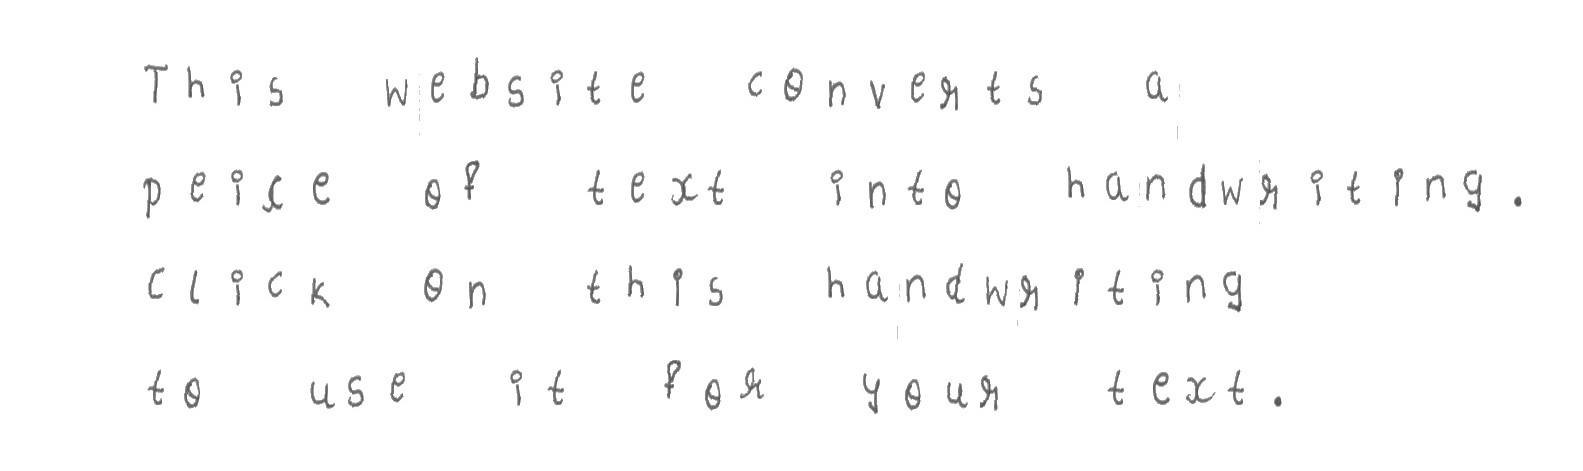 This website converts a
peice of text into handwriting.
Click on this handwriting
to use it for your text.